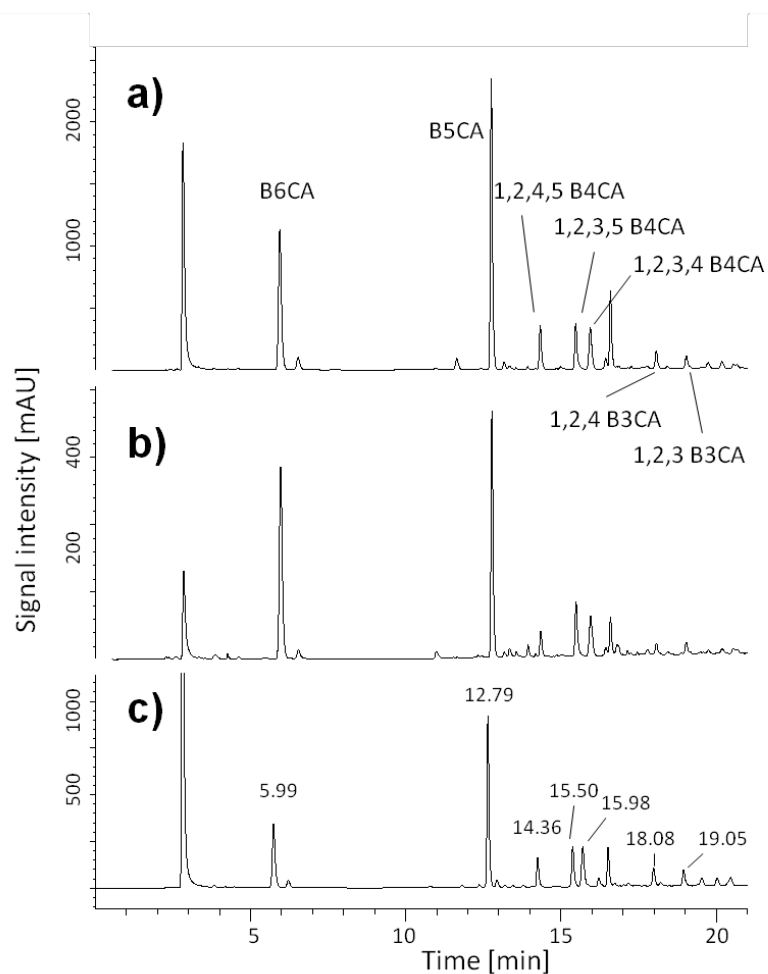 a)
2000
B5CA
B6CA
1,2,4,5 B4CA
1,2,3,5 B4CA
1000
1,2,3,4 B4CA
1,2,4 B3CA
1,2,3 B3CA
b)
400
200
Signal intensity [mAU]
c)
12.79
1000
5.99
500
15.50
15.98
14.36
18.08
19.05
5
10
15
20
Time [min]